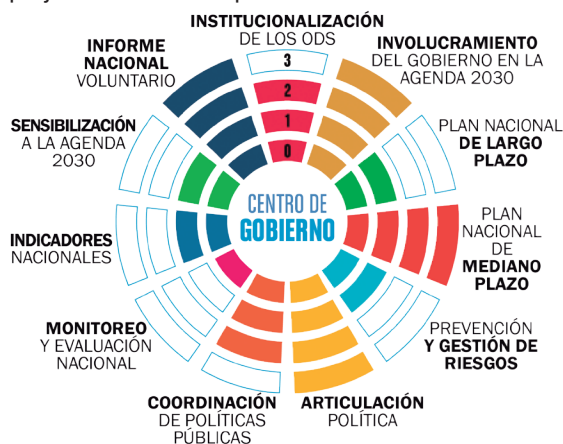 INSTITUCIONALIZACIÓN
DE LOS ODS
INVOLUCRAMIENTO
DEL GOBIERNO EN LA
AGENDA 2030
PLAN NACIONAL
DE LARGO
PLAZO
PLAN
NACIONAL
DE
MEDIANO
PLAZO
PREVENCIÓN
Y GESTIÓN DE
RIESGOS
ARTICULACIÓN
POLÍTICA
COORDINACIÓN
DE POLÍTICAS
PÚBLICAS
MONITOREO
Y EVALUACIÓN
NACIONAL
INDICADORES
NACIONALES
SENSIBILIZACIÓN
A LA AGENDA
2030
INFORME
NACIONAL
VOLUNTARIO
3
2
1
0
CENTRO DE
GOBIERNO